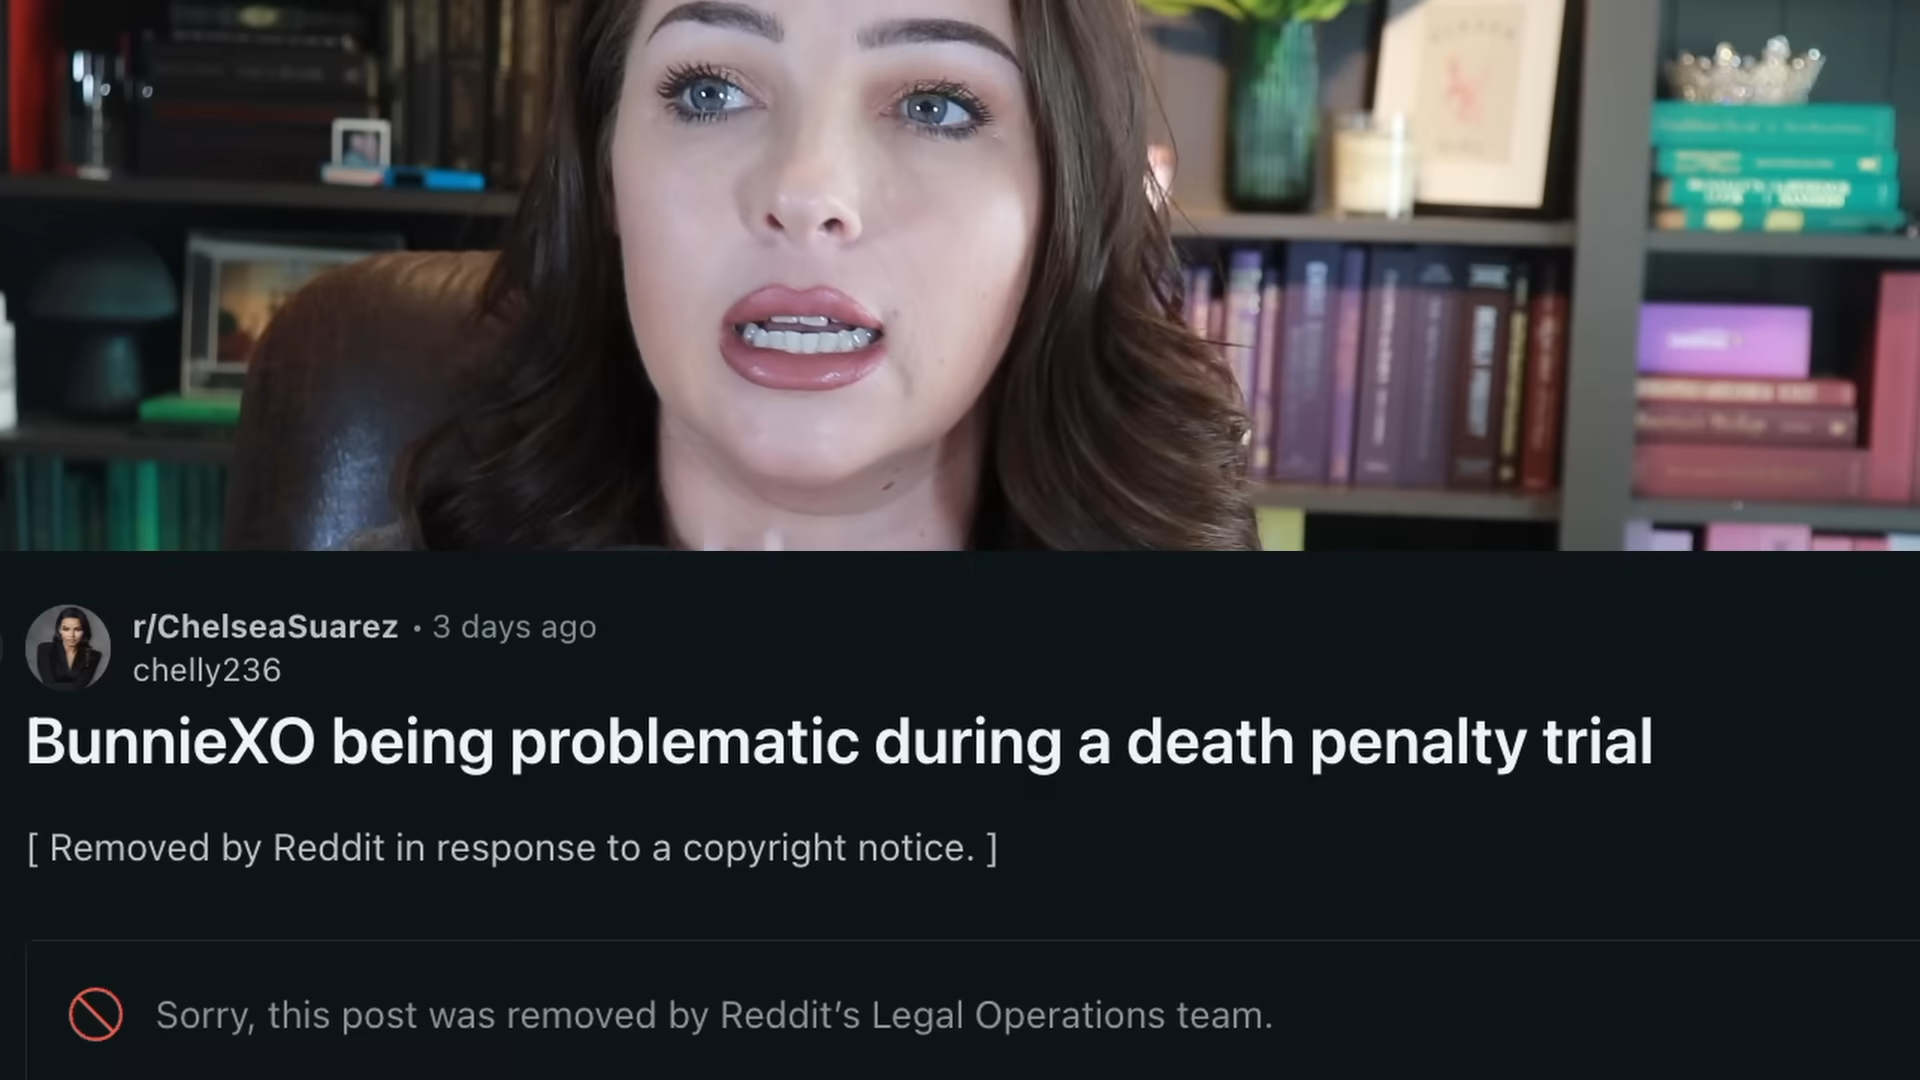 r/ChelseaSuarez • 3 days ago
chelly236
BunnieXO being problematic during a death penalty trial
[ Removed by Reddit in response to a copyright notice. ]
Sorry, this post was removed by Reddit’s Legal Operations team.